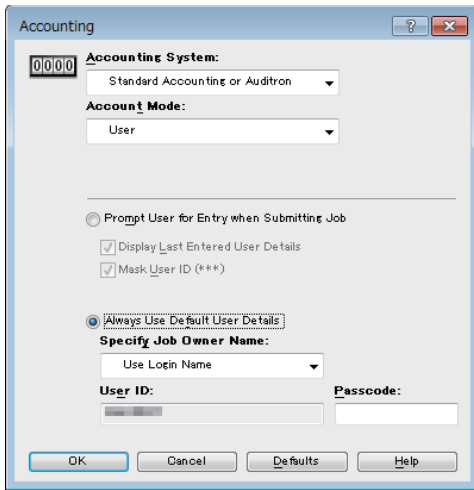 Accounting
0000
Accounting System:
Standard Accounting or Auditron
Account Mode:
User
Prompt User for Entry when Submitting Job
Display Last Entered User Details
Mask User ID (***)
Always Use Default User Details
Specify Job Owner Name:
Use Login Name
User ID: Passcode:
OK Cancel Defaults Help